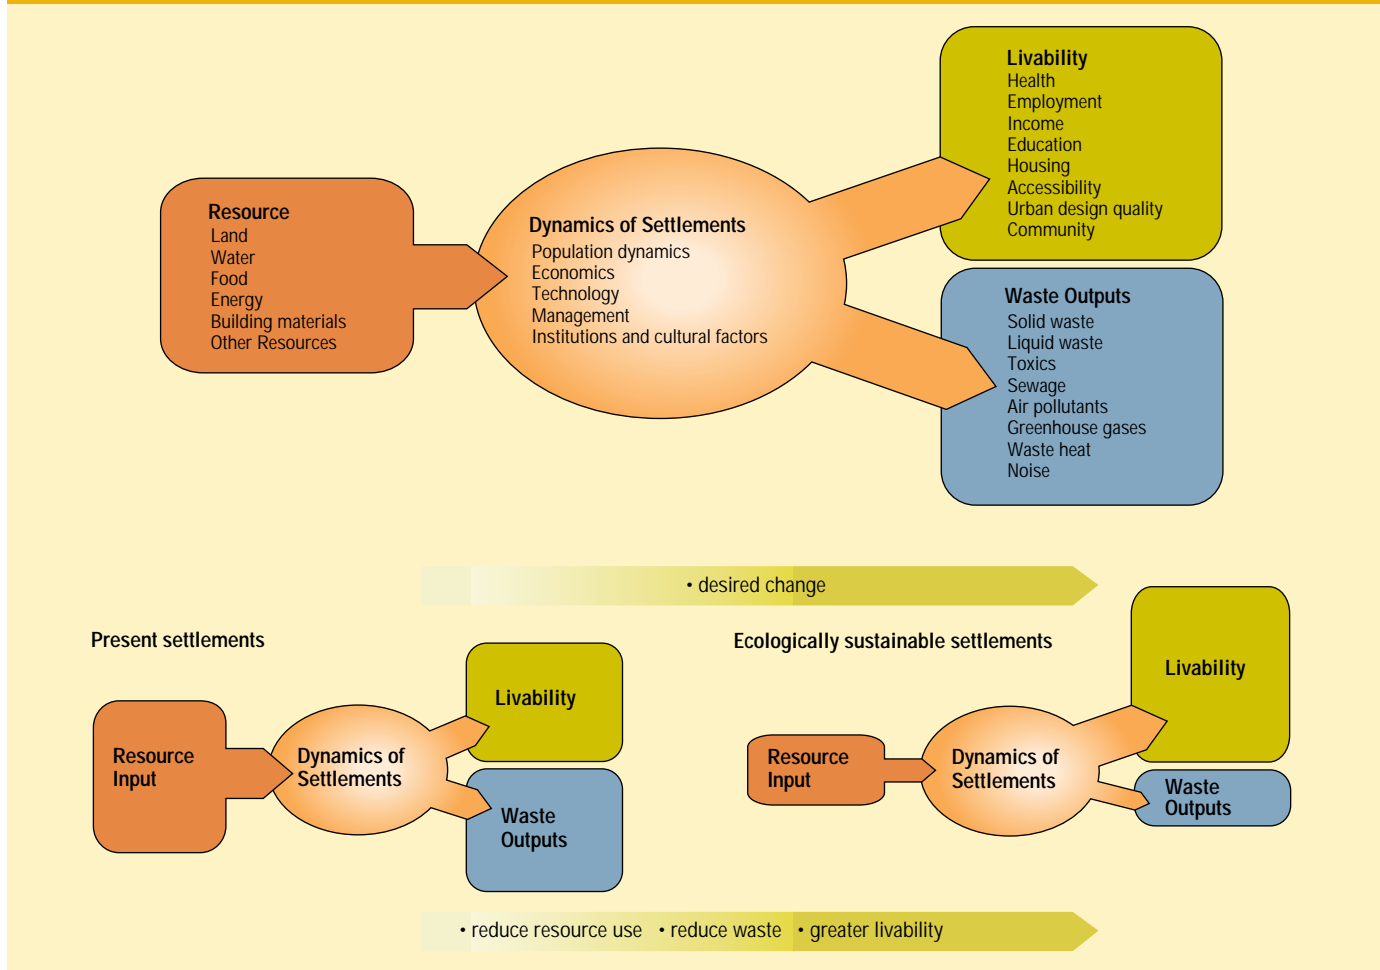 Livability
Health
Employment
Income
Education
Housing
Accessibility
Urban design quality
Community
Resource
Land
Water
Food
Energy
Building materials
Other Resources
Dynamics of Settlements
Population dynamics
Economics
Technology
Management
Institutions and cultural factors
Waste Outputs
Solid waste
Liquid waste
Toxics
Sewage
Air pollutants
Greenhouse gases
Waste heat
Noise
• desired change
Present settlements
Resource
Input
Dynamics of
Settlements
Livability
Waste
Outputs
Ecologically sustainable settlements
Resource
Input
Dynamics of
Settlements
Livability
Waste
Outputs
• reduce resource use • reduce waste • greater livability